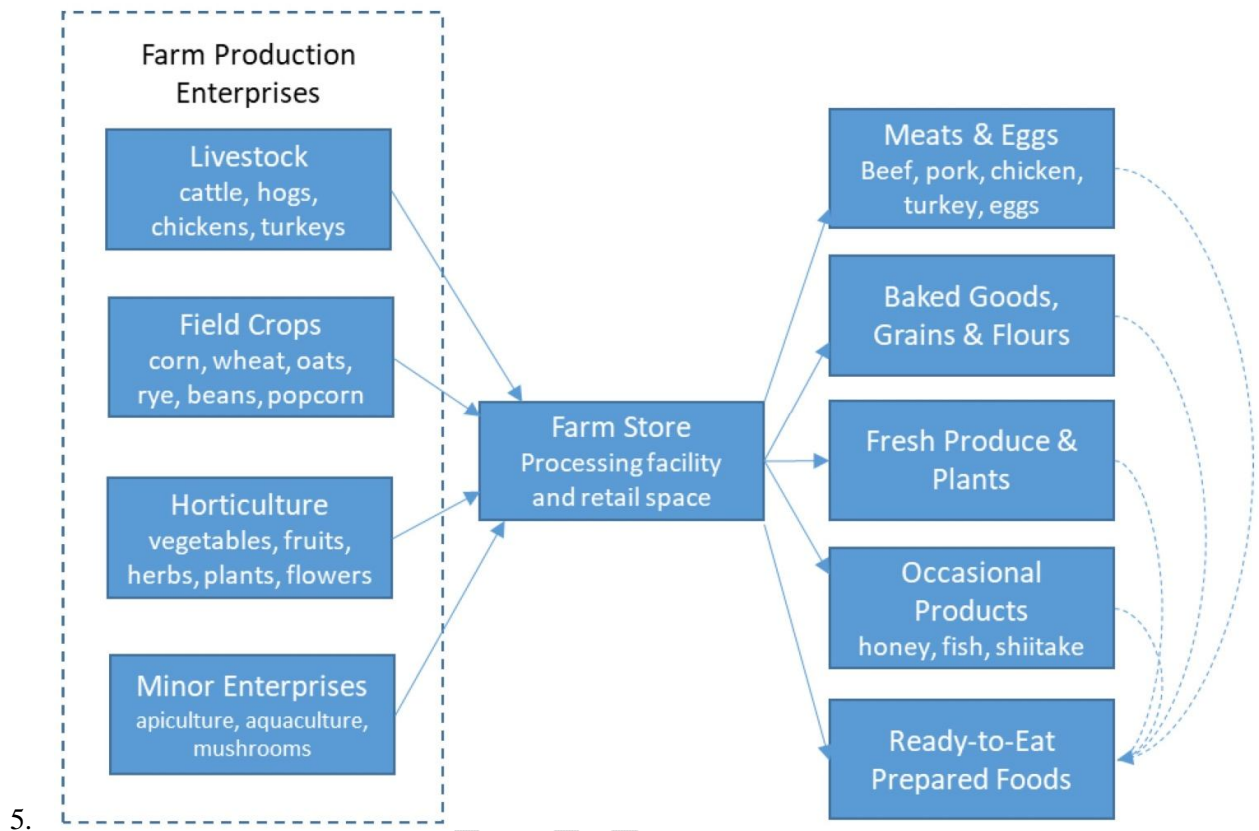 Farm Production
Enterprises
Livestock
cattle, hogs,
chickens, turkeys
Field Crops
corn, wheat, oats,
rye, beans, popcorn
Horticulture
vegetables, fruits,
herbs, plants, flowers
Minor Enterprises
apiculture, aquaculture,
mushrooms
Farm Store
Processing facility
and retail space
Meats & Eggs
Beef, pork, chicken,
turkey, eggs
Baked Goods,
Grains & Flours
Fresh Produce &
Plants
Occasional
Products
honey, fish, shiitake
Ready-to-Eat
Prepared Foods
5.